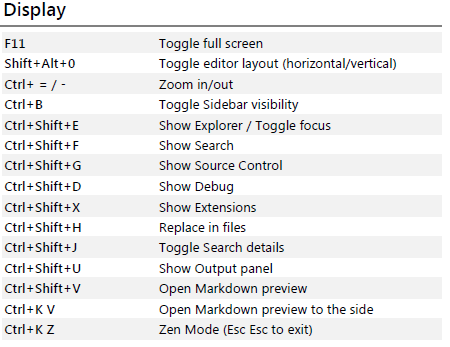 Display
F11 Toggle full screen
Shift+Alt+0 Toggle editor layout (horizontal/vertical)
Ctrl+ = / - Zoom in/out
Ctrl+B Toggle Sidebar visibility
Ctrl+Shift+E Show Explorer / Toggle focus
Ctrl+Shift+F Show Search
Ctrl+Shift+G Show Source Control
Ctrl+Shift+D Show Debug
Ctrl+Shift+X Show Extensions
Ctrl+Shift+H Replace in files
Ctrl+Shift+J Toggle Search details
Ctrl+Shift+U Show Output panel
Ctrl+Shift+V Open Markdown preview
Ctrl+K V Open Markdown preview to the side
Ctrl+K Z Zen Mode (Esc Esc to exit)